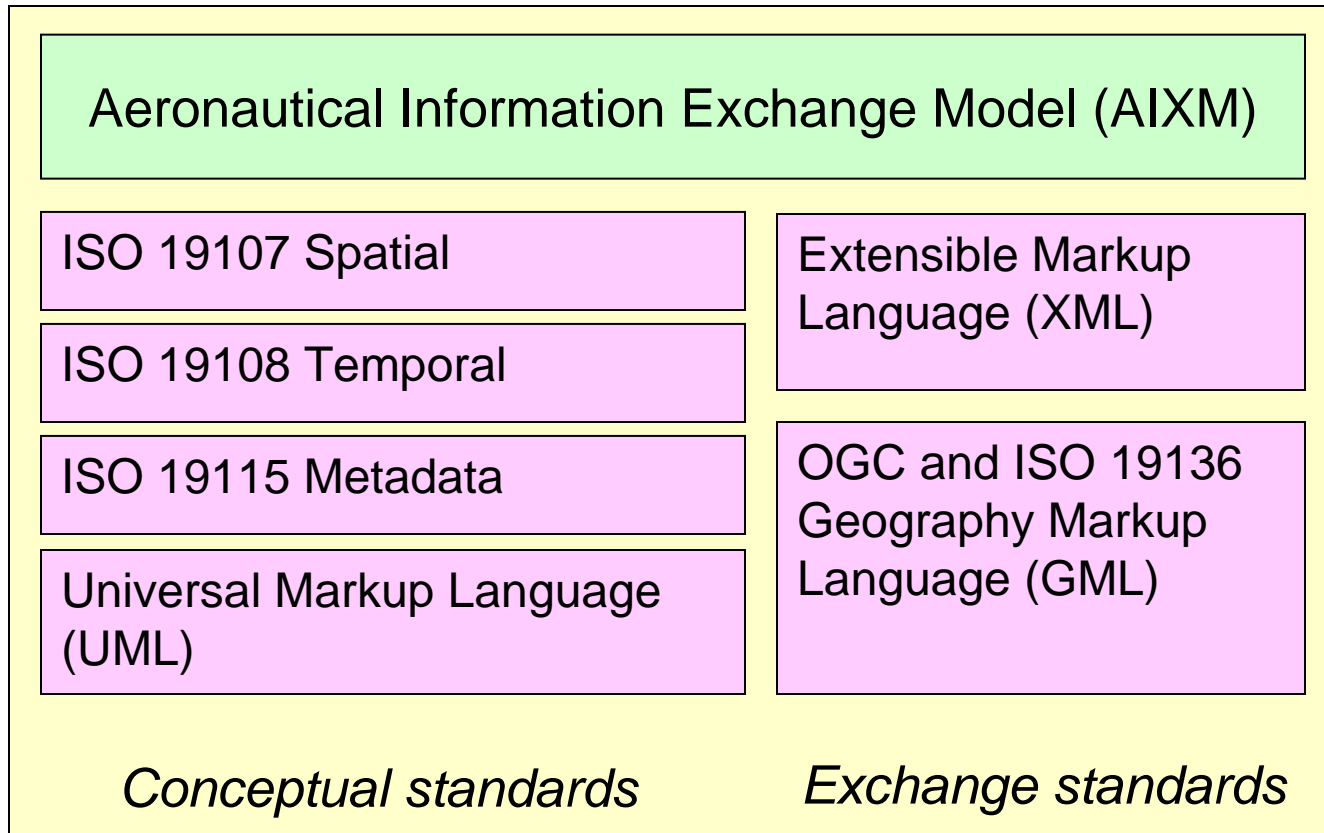 Aeronautical Information Exchange Model (AIXM)
ISO 19107 Spatial
ISO 19108 Temporal
ISO 19115 Metadata
Universal Markup Language
(UML)
Conceptual standards
Extensible Markup
Language (XML)
OGC and ISO 19136
Geography Markup
Language (GML)
Exchange standards